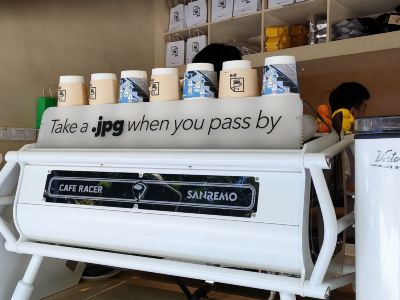 Take a .jpg when you pass by
CAFE RACER
SANREMO